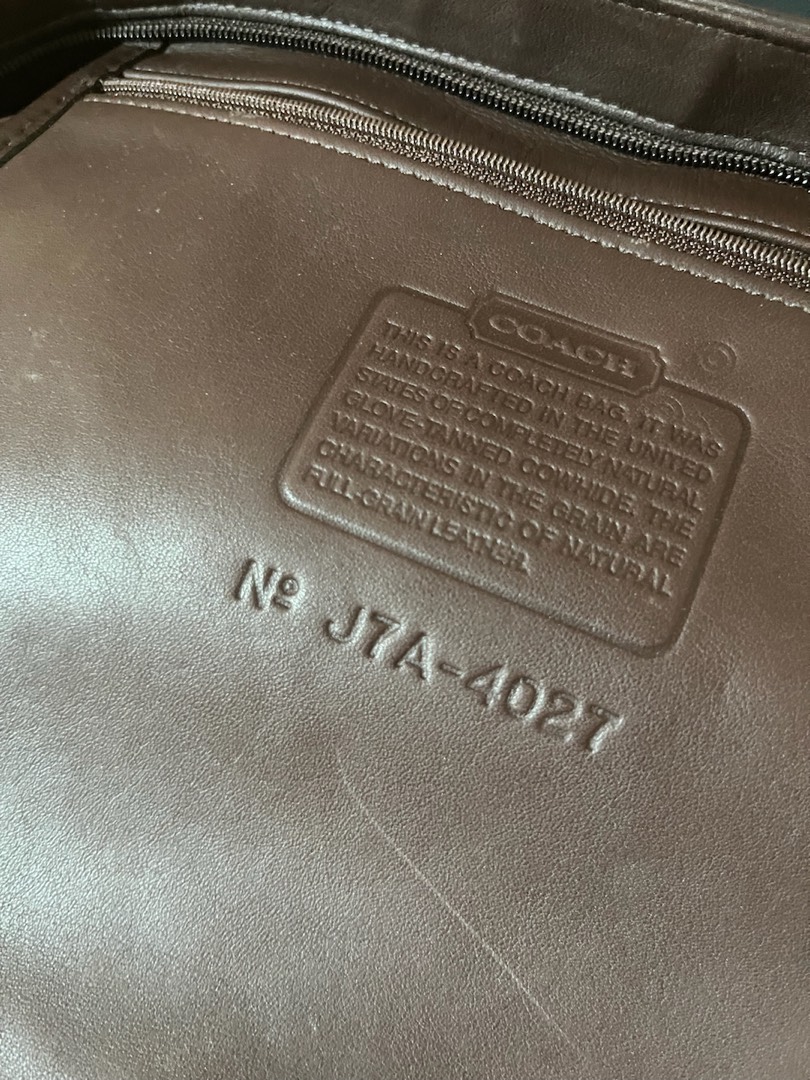 COACH
THIS IS A COACH BAG. IT WAS
HANDCRAFTED IN THE UNITED
STATES OF COMPLETELY NATURAL
GLOVE-TANNED COWHIDE. THE
VARIATIONS IN THE GRAIN ARE
CHARACTERISTIC OF NATURAL
FULL-GRAIN LEATHER.
Nº J7A-4027